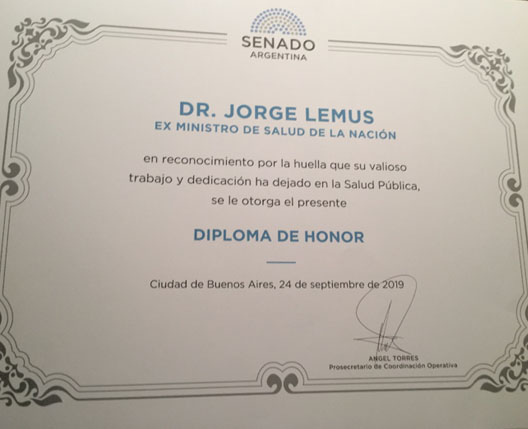 SENADO
ARGENTINA
DR. JORGE LEMUS
EX MINISTRO DE SALUD DE LA NACIÓN
en reconocimiento por la huella que su valioso
trabajo y dedicación ha dejado en la Salud Pública,
se le otorga el presente
DIPLOMA DE HONOR
Ciudad de Buenos Aires, 24 de septiembre de 2019
ANGEL TORRES
Prosecretario de Coordinación Operativa